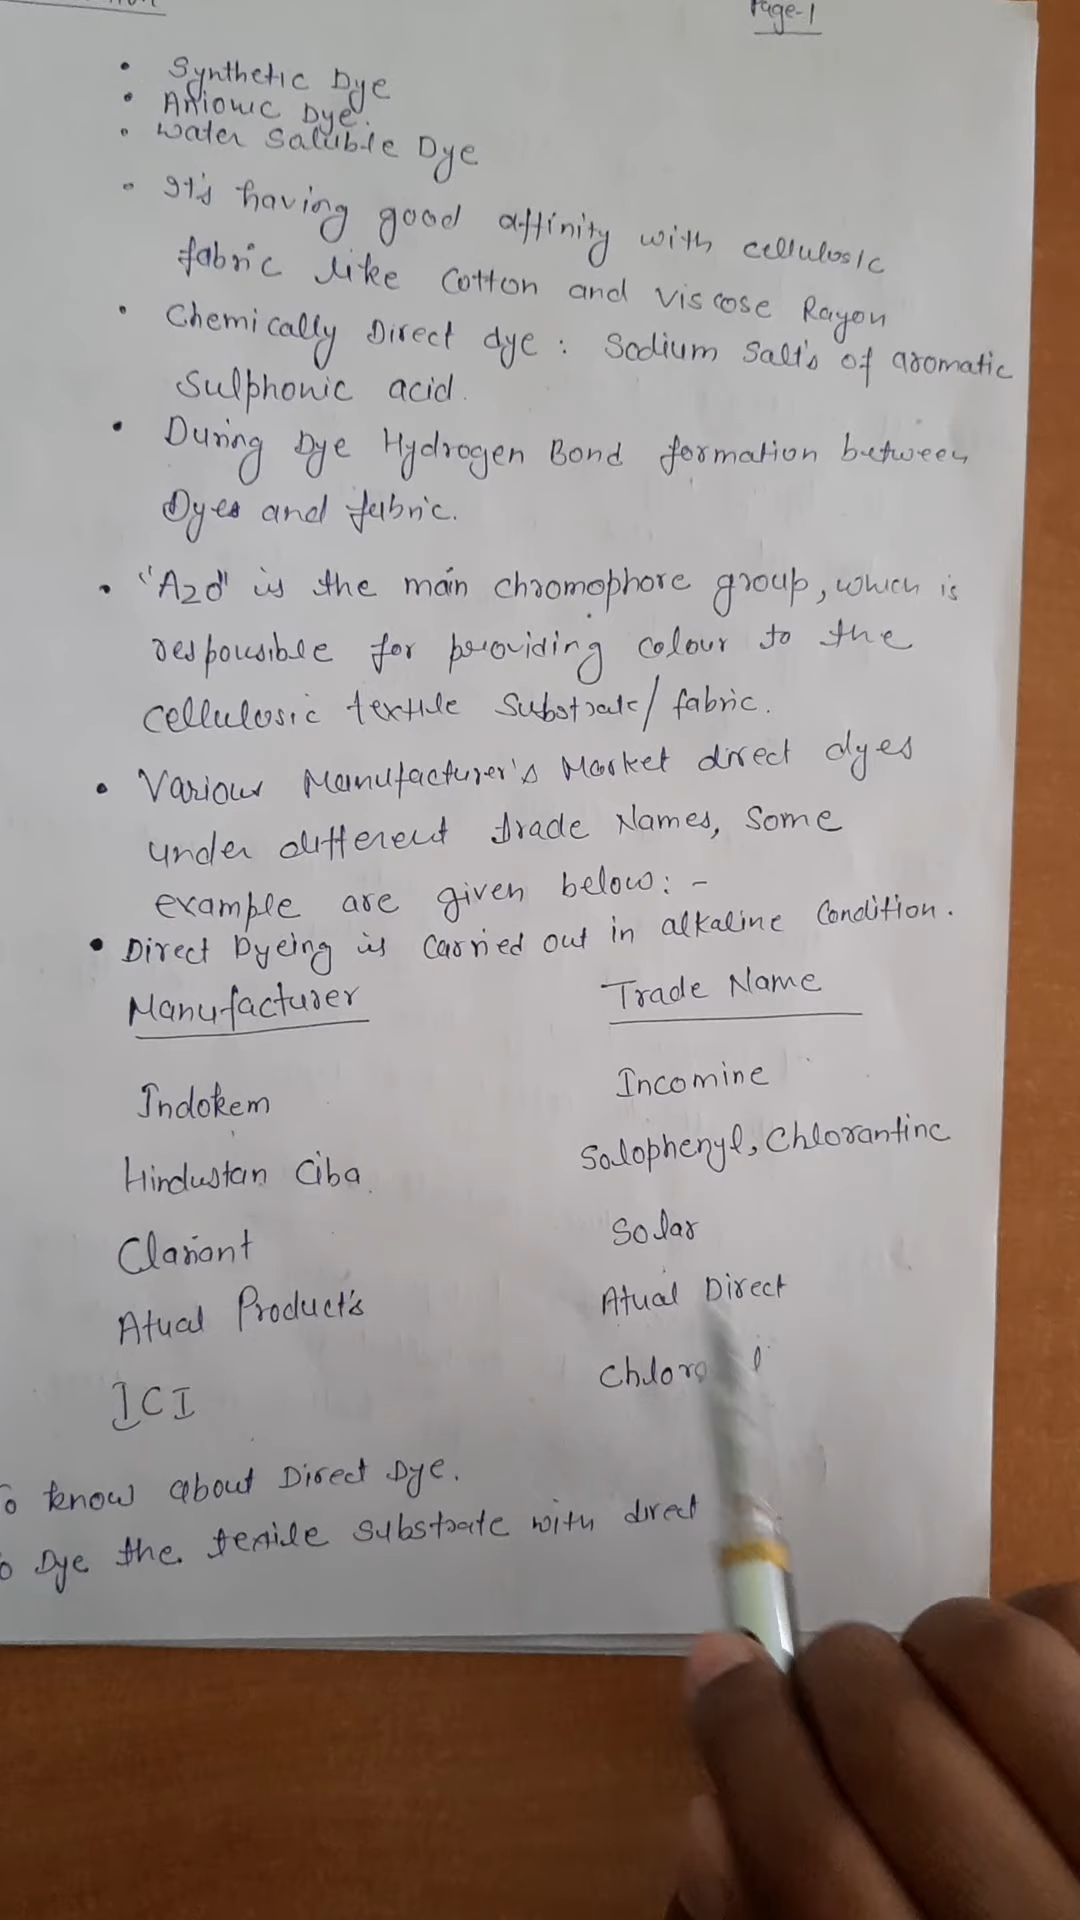 Page-1
• Synthetic Dye
• Anionic Dye.
• Water Saluble Dye
• It's having good affinity with cellulosic
fabric like Cotton and Viscose Rayon
• Chemically Direct dye : Sodium Salt's of aromatic
Sulphonic acid.
• During Dye Hydrogen Bond formation between
Dyes and fabric.
• "Azo" is the main chromophore group, which is
responsible for providing colour to the
cellulosic textile Substrate/ fabric.
• Various Manufacturer's Market direct dyes
under different trade Names, Some
example are given below: -
• Direct Dyeing is carried out in alkaline Condition.
Manufacturer Trade Name
Indokem Incomine
Hindustan Ciba Solophenyl, Chlorantine
Clariant Solar
Atual Product's Atual Direct
ICI
know about Direct Dye.
Dye the textile Substrate with direct